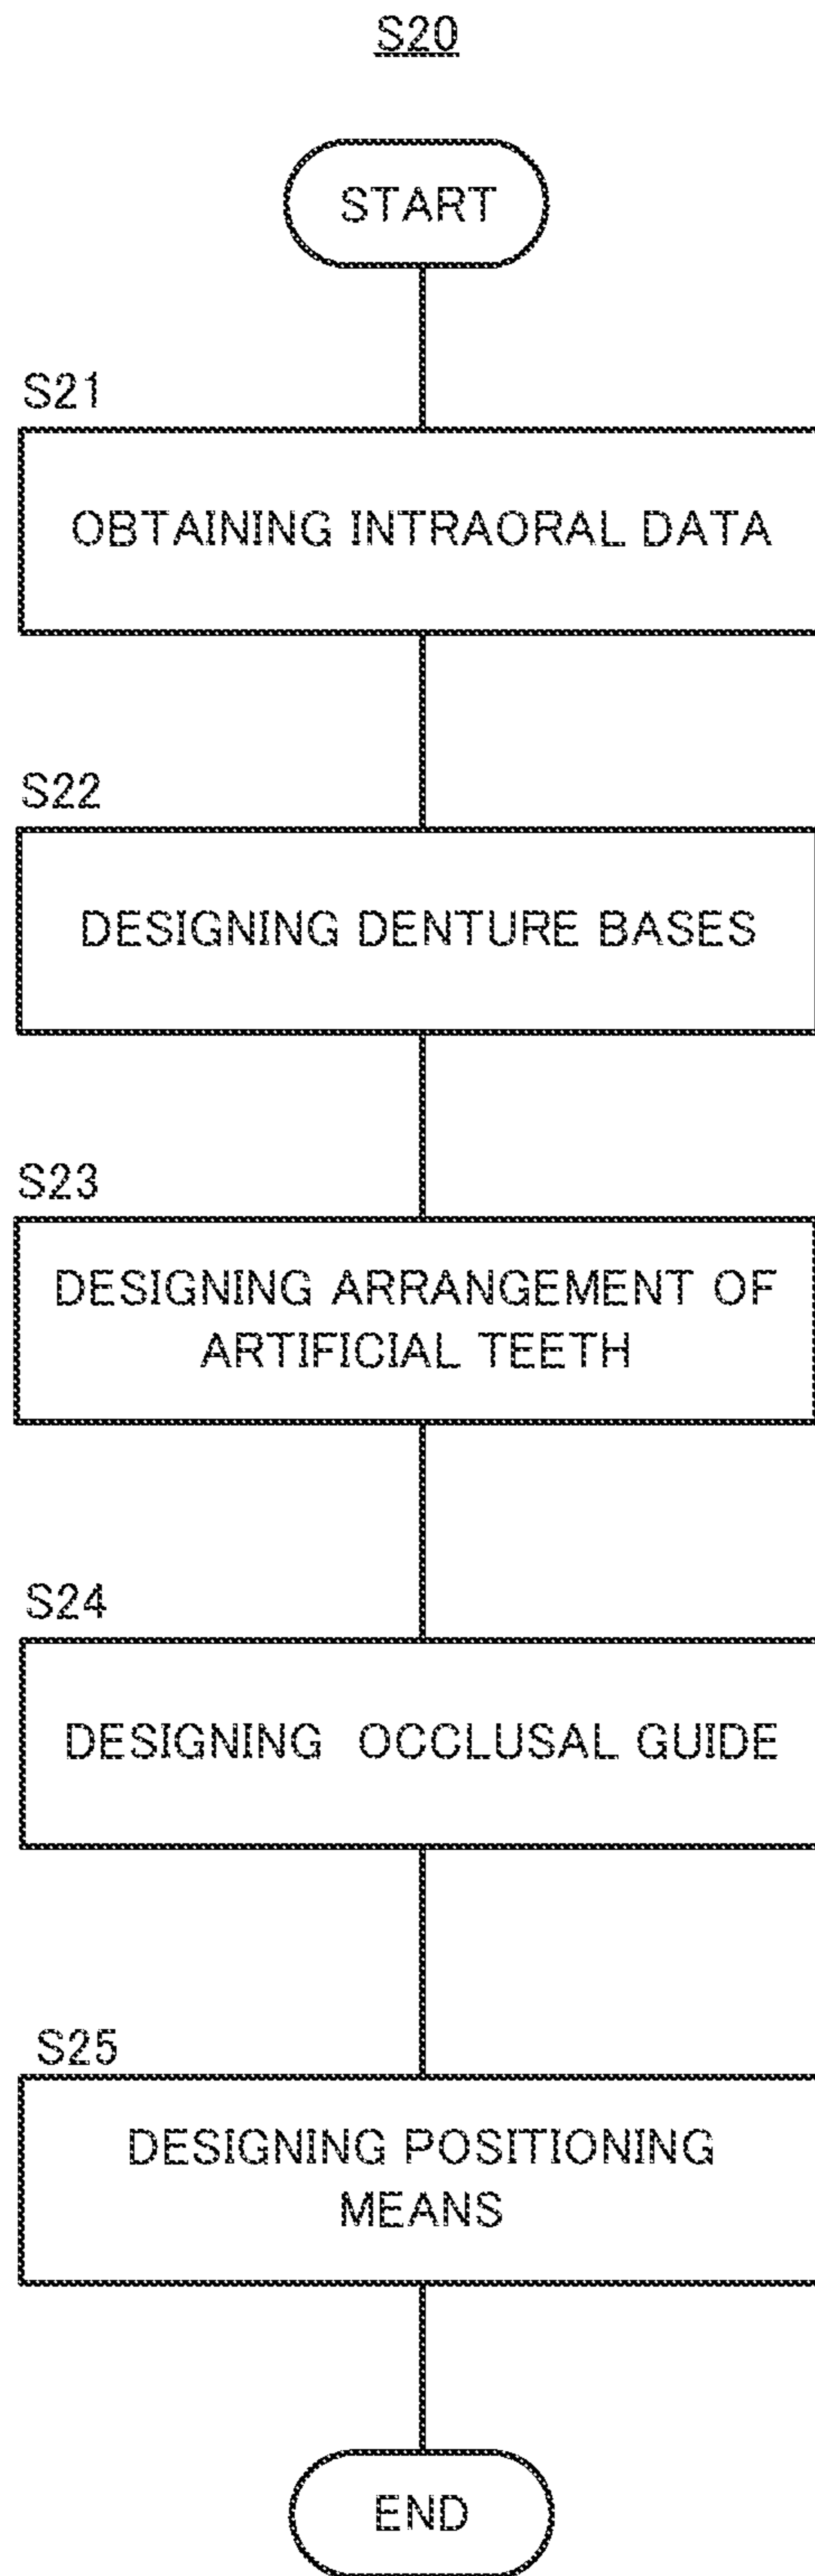 S20
START
S21
OBTAINING INTRAORAL DATA
S22
DESIGNING DENTURE BASES
S23
DESIGNING ARRANGEMENT OF
ARTIFICIAL TEETH
S24
DESIGNING OCCLUSAL GUIDE
S25
DESIGNING POSITIONING
MEANS
END